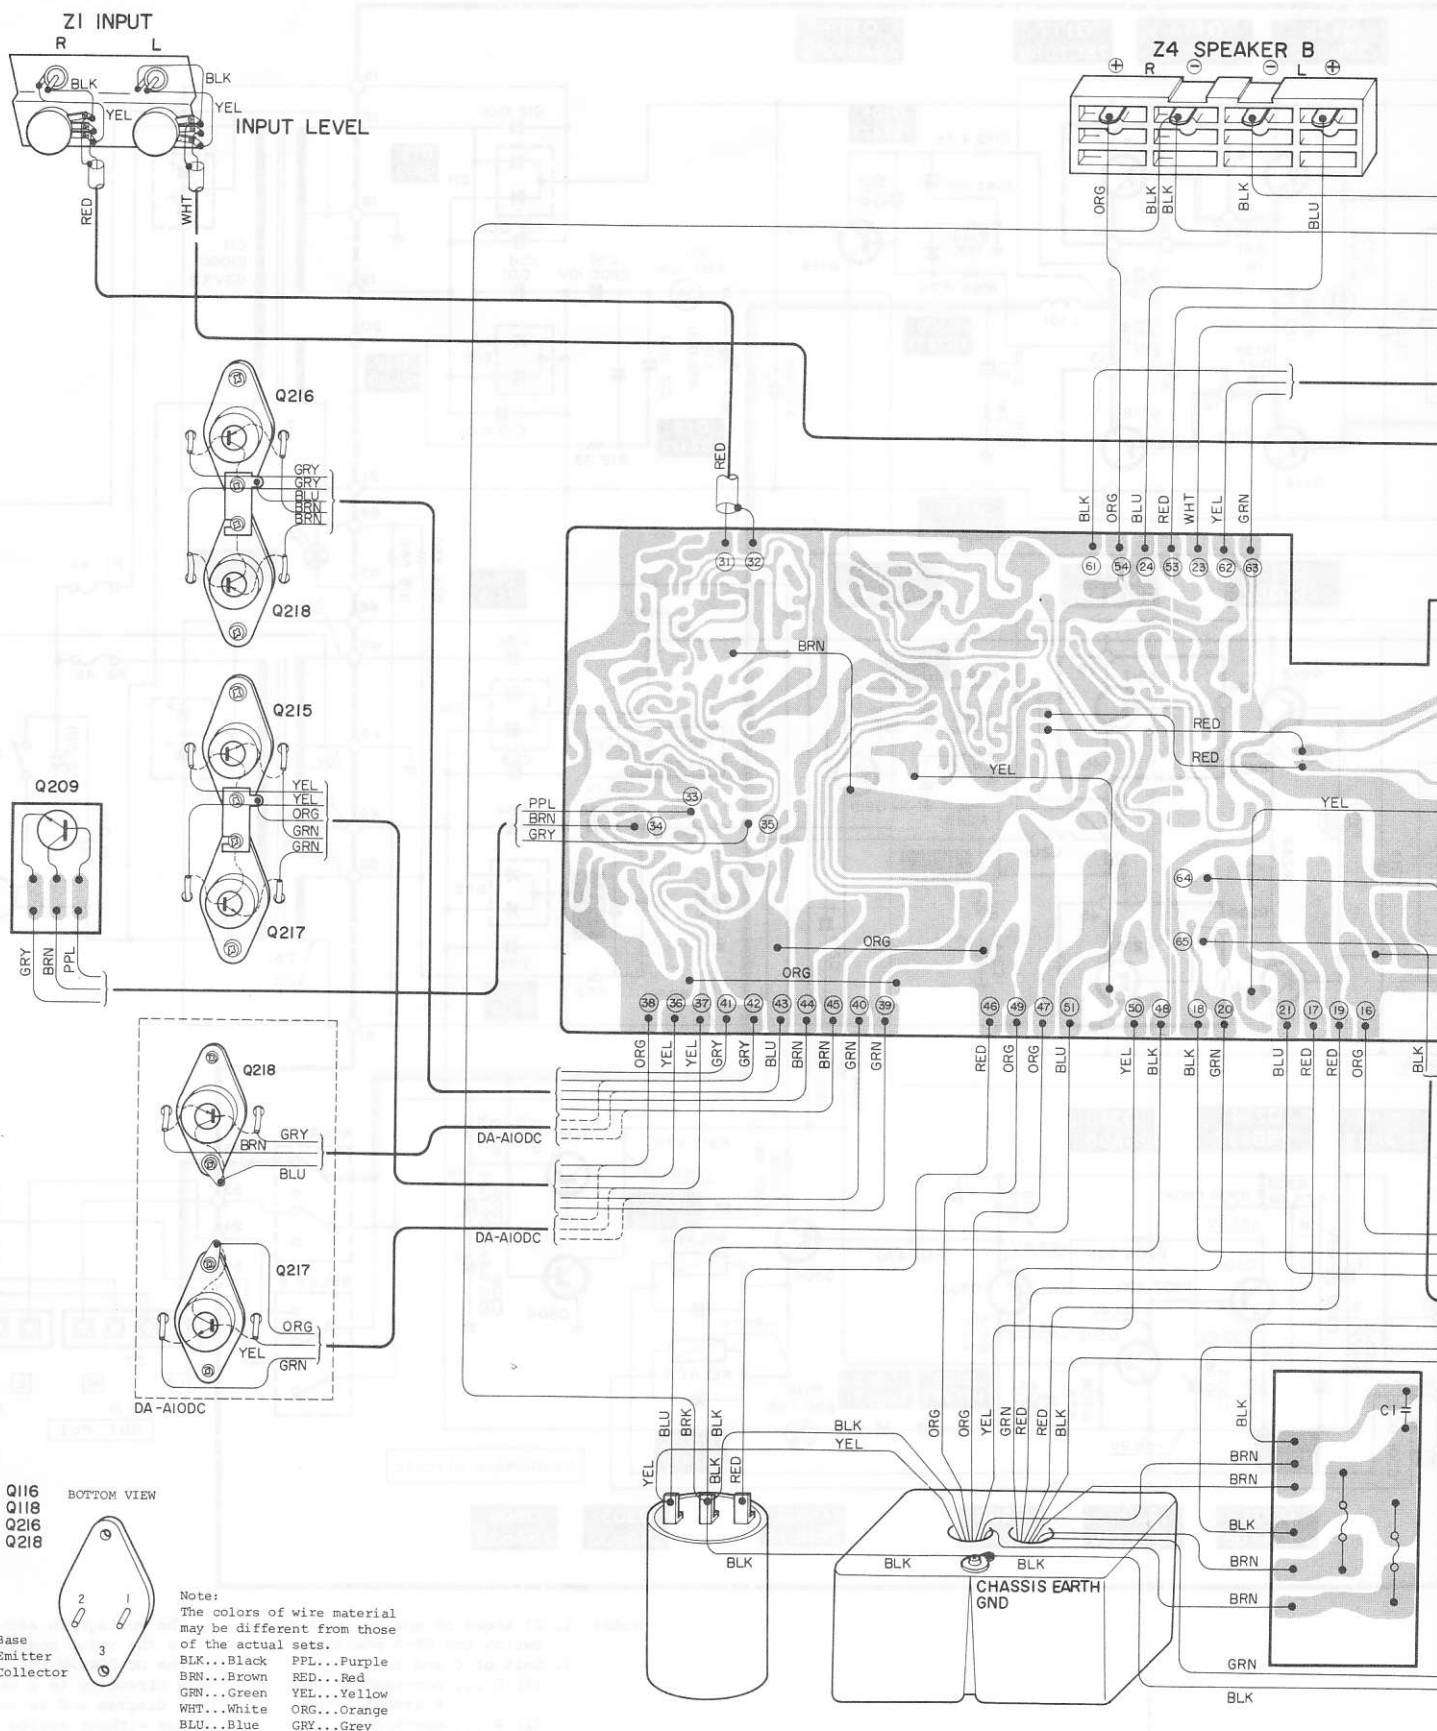 Z1 INPUT
R L
BLK BLK
YEL YEL
INPUT LEVEL
RED WHT
Z4 SPEAKER B
⊕ R ⊖ ⊖ L ⊕
ORG BLK BLK BLK BLU
Q216
GRY
GRY
BLU
BRN
BRN
Q218
Q215
YEL
YEL
ORG
GRN
GRN
Q217
Q209
GRY BRN PPL
RED
BLK ORG BLU RED WHT YEL GRN
31 32
61 54 24 53 23 62 63
BRN
RED
RED
YEL
YEL
PPL
BRN
GRY
33
34 35
64
65
ORG
ORG
38 36 37 41 42 43 44 45 40 39 46 49 47 51 50 48 18 20 21 17 19 16
ORG YEL YEL GRY GRY BLU BRN BRN GRN GRN RED ORG ORG BLU YEL BLK BLK GRN BLU RED RED ORG BLK
DA-A10DC
DA-A10DC
Q218
GRY
BRN
BLU
Q217
ORG
YEL
GRN
DA-A10DC
BLU BRK BLK
YEL BLK RED
BLK
YEL
ORG ORG YEL GRN RED RED BLK
BLK
BLK
BLK
CHASSIS EARTH
GND
BLK
C1
BRN
BRN
BLK
BRN
BRN
GRN
BLK
Q116
Q118
Q216
Q218
BOTTOM VIEW
2 1
3
Base
Emitter
Collector
Note:
The colors of wire material
may be different from those
of the actual sets.
BLK...Black PPL...Purple
BRN...Brown RED...Red
GRN...Green YEL...Yellow
WHT...White ORG...Orange
BLU...Blue GRY...Grey